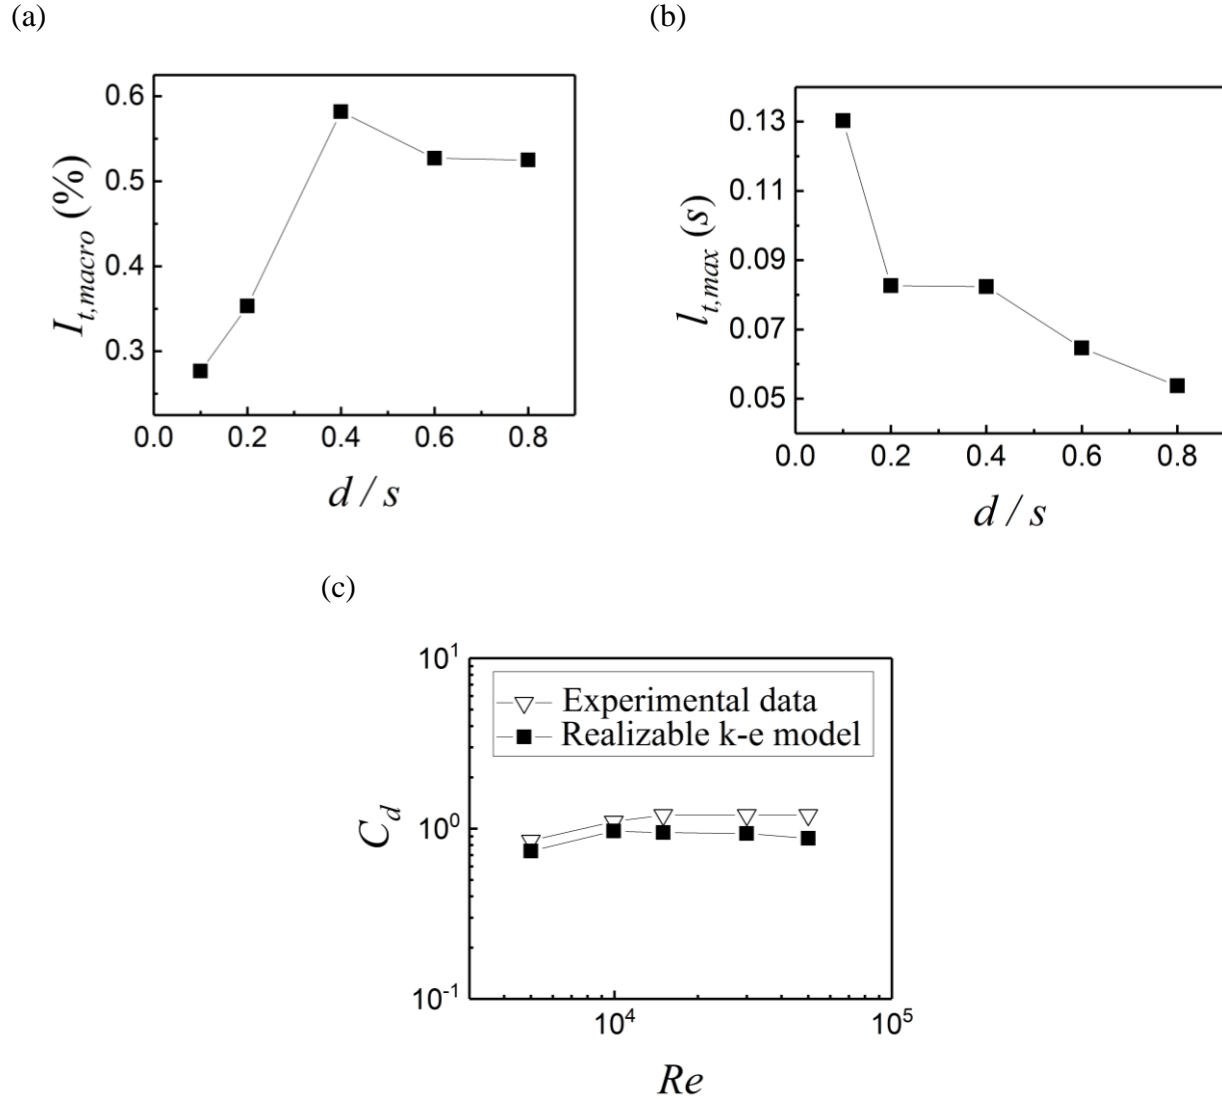 (a)
(b)
0.6
0.5
0.4
0.3
I_{t,macro} (%)
0.0 0.2 0.4 0.6 0.8
d / s
0.13
0.11
0.09
0.07
0.05
l_{t,max} (s)
0.0 0.2 0.4 0.6 0.8
d / s
(c)
10^1
Experimental data
Realizable k-e model
C_d
10^0
10^{-1}
10^4 10^5
Re